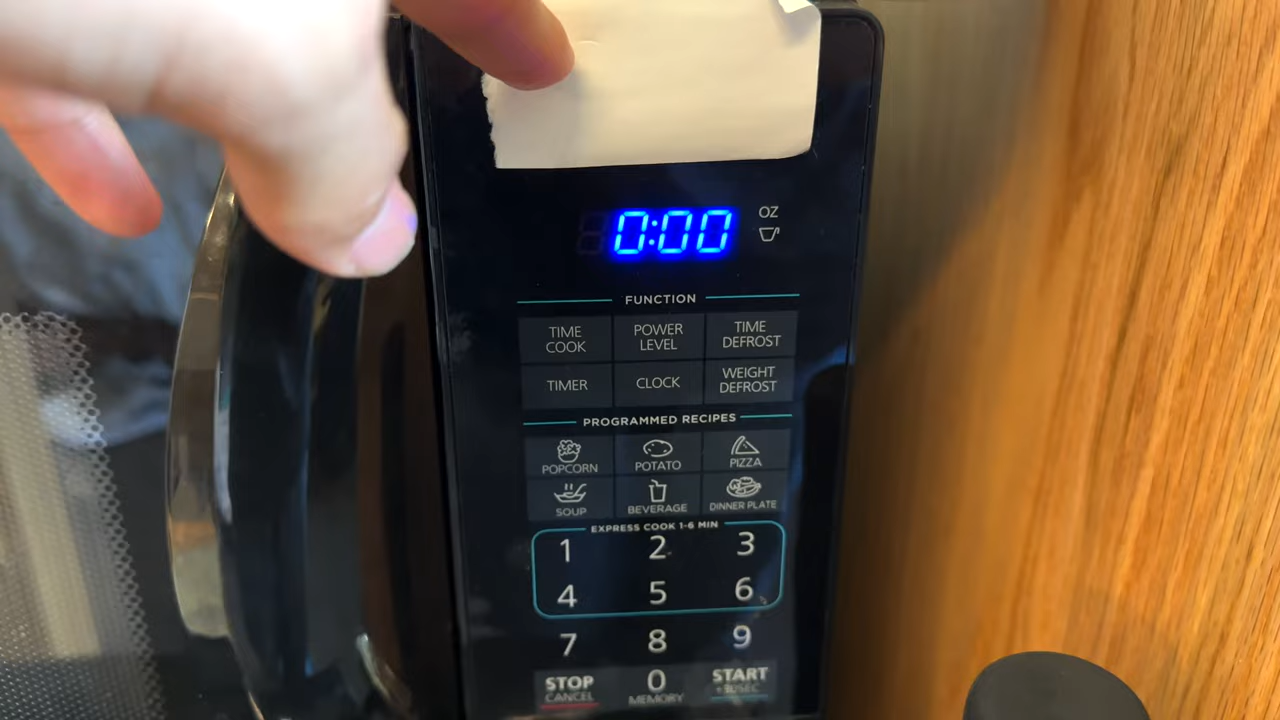 0:00
OZ
FUNCTION
TIME COOK
POWER LEVEL
TIME DEFROST
TIMER
CLOCK
WEIGHT DEFROST
PROGRAMMED RECIPES
POPCORN
POTATO
PIZZA
SOUP
BEVERAGE
DINNER PLATE
EXPRESS COOK 1-6 MIN
1 2 3
4 5 6
7 8 9
STOP
CANCEL
0
MEMORY
START
+30SEC